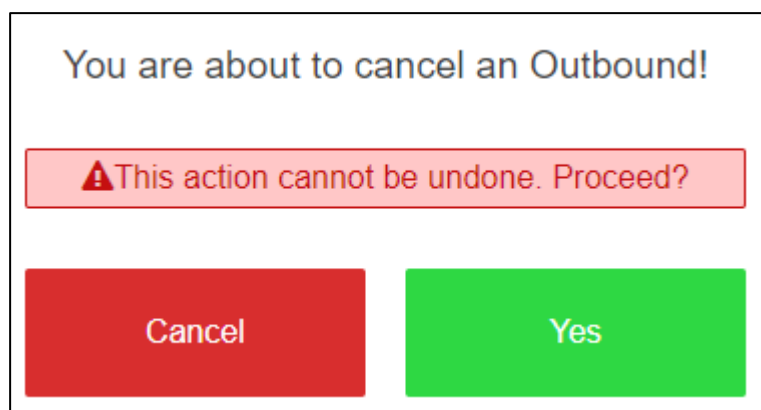 You are about to cancel an Outbound!
This action cannot be undone. Proceed?
Cancel
Yes